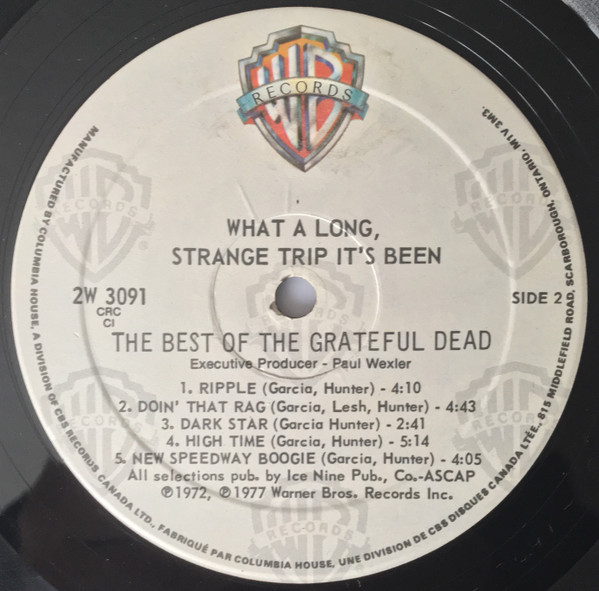 WB
RECORDS
WHAT A LONG,
STRANGE TRIP IT'S BEEN
2W 3091
CRC
CI
SIDE 2
THE BEST OF THE GRATEFUL DEAD
Executive Producer - Paul Wexler
1. RIPPLE (Garcia, Hunter) - 4:10
2. DOIN' THAT RAG (Garcia, Lesh, Hunter) - 4:43
3. DARK STAR (Garcia Hunter) - 2:41
4. HIGH TIME (Garcia, Hunter) - 5:14
5. NEW SPEEDWAY BOOGIE (Garcia, Hunter) - 4:05
All selections pub. by Ice Nine Pub., Co.-ASCAP
℗1972, ℗1977 Warner Bros. Records Inc.
MANUFACTURED BY COLUMBIA HOUSE, A DIVISION OF CBS RECORDS CANADA LTD., FABRIQUÉ PAR COLUMBIA HOUSE, UNE DIVISION DE CBS DISQUES CANADA LTÉE., 815 MIDDLEFIELD ROAD, SCARBOROUGH, ONTARIO, M1V 3M3.